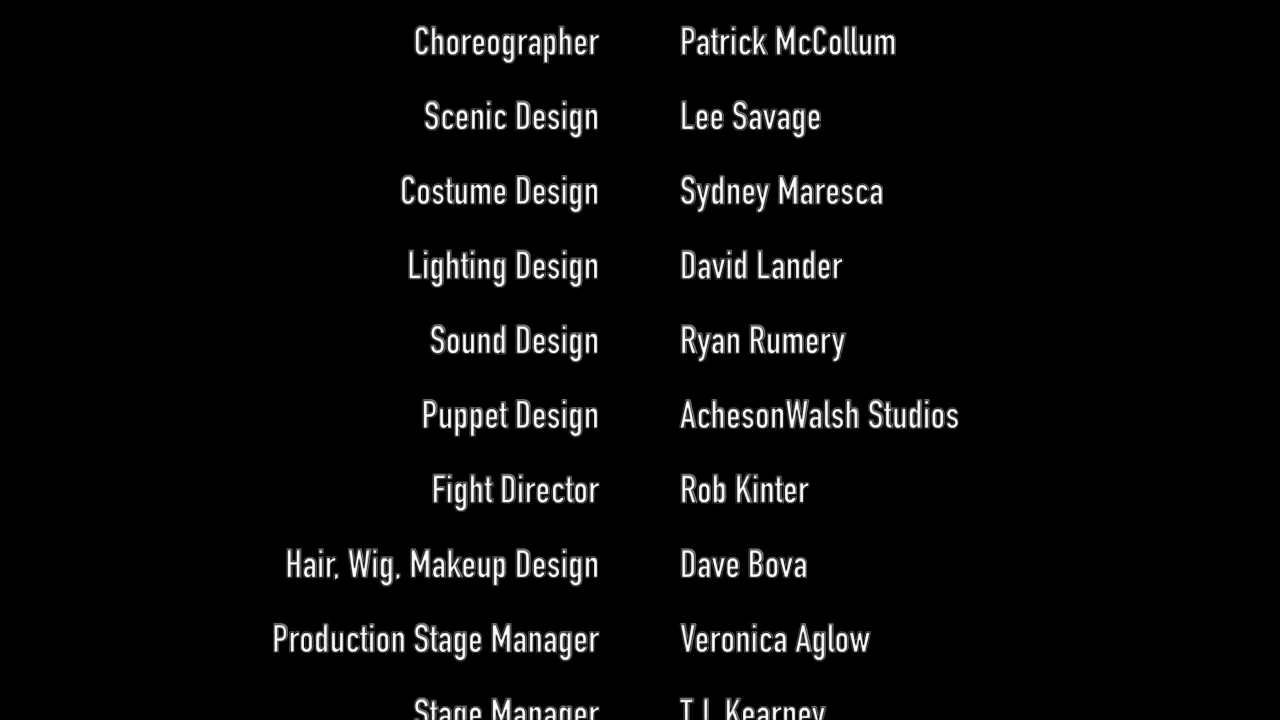 Choreographer Patrick McCollum
Scenic Design Lee Savage
Costume Design Sydney Maresca
Lighting Design David Lander
Sound Design Ryan Rumery
Puppet Design AchesonWalsh Studios
Fight Director Rob Kinter
Hair, Wig, Makeup Design Dave Bova
Production Stage Manager Veronica Aglow
Stage Manager T.J. Kearney